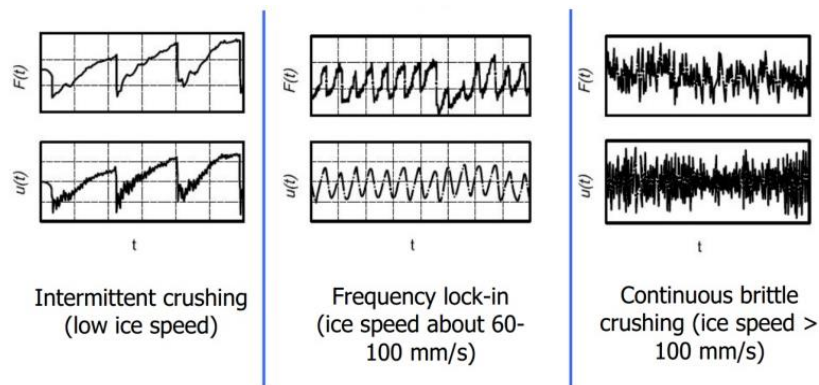 F(t)
u(t)
t
Intermittent crushing
(low ice speed)
F(t)
u(t)
t
Frequency lock-in
(ice speed about 60-
100 mm/s)
F(t)
u(t)
t
Continuous brittle
crushing (ice speed >
100 mm/s)